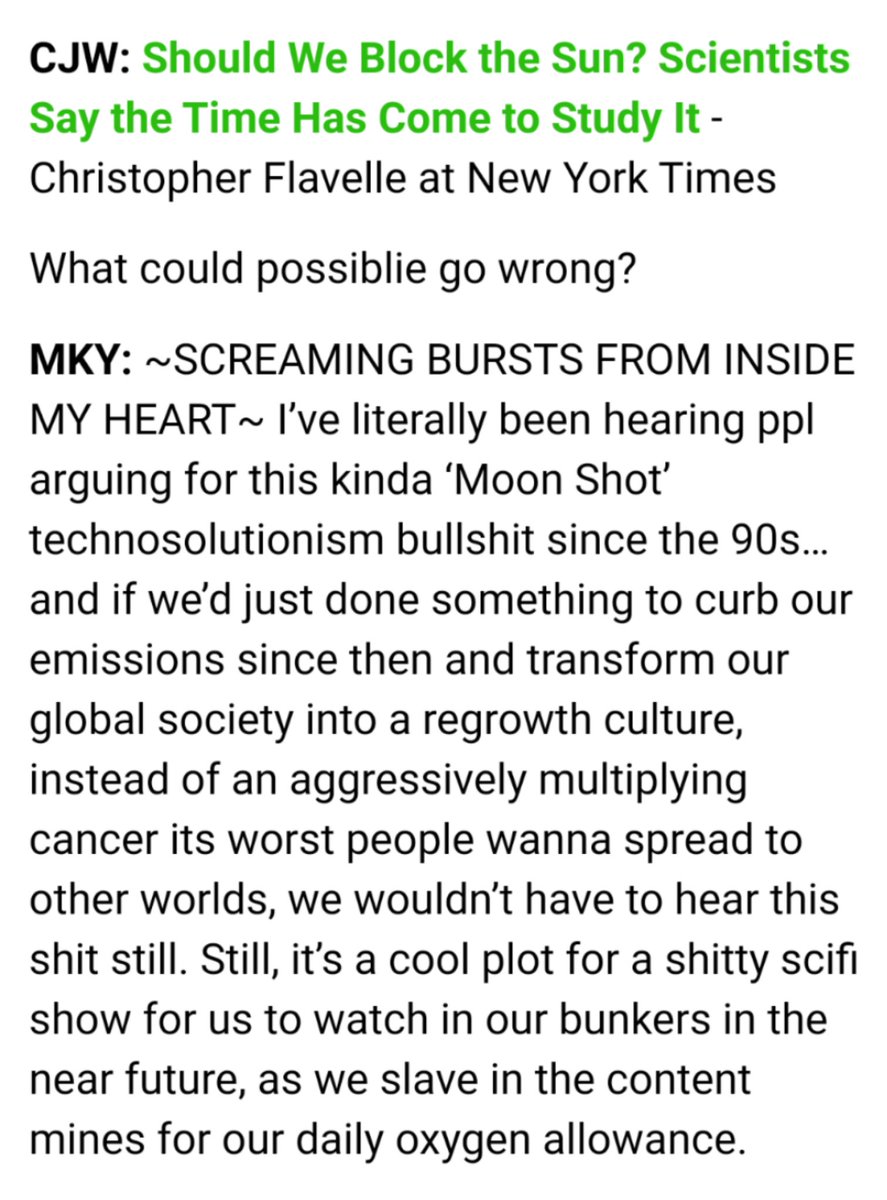 CJW: Should We Block the Sun? Scientists
Say the Time Has Come to Study It -
Christopher Flavelle at New York Times
What could possiblie go wrong?
MKY: ~SCREAMING BURSTS FROM INSIDE
MY HEART~ I’ve literally been hearing ppl
arguing for this kinda ‘Moon Shot’
technosolutionism bullshit since the 90s…
and if we’d just done something to curb our
emissions since then and transform our
global society into a regrowth culture,
instead of an aggressively multiplying
cancer its worst people wanna spread to
other worlds, we wouldn’t have to hear this
shit still. Still, it’s a cool plot for a shitty scifi
show for us to watch in our bunkers in the
near future, as we slave in the content
mines for our daily oxygen allowance.